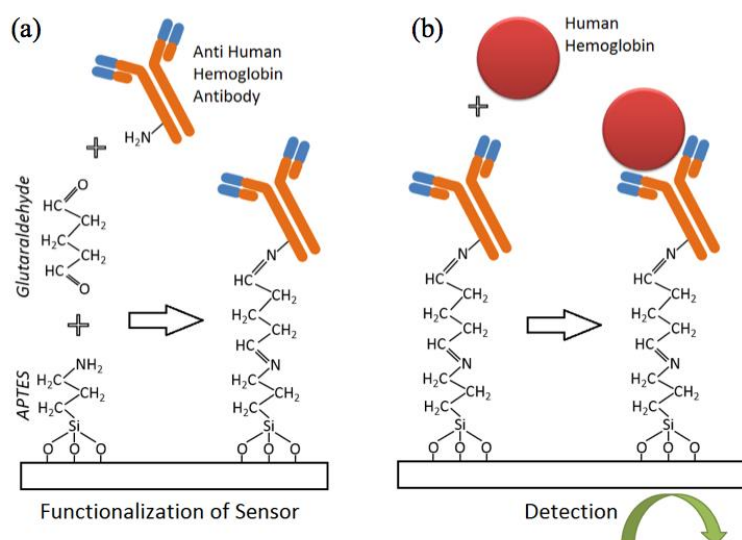 (a)
Anti Human
Hemoglobin
Antibody
H₂N
Glutaraldehyde
O
HC
CH₂
H₂C
CH₂
HC
O
APTES
NH₂
H₂C
CH₂
H₂C
Si
O O O
N
HC
CH₂
H₂C
CH₂
HC
N
H₂C
CH₂
H₂C
Si
O O O
Functionalization of Sensor
(b)
Human
Hemoglobin
N
HC
CH₂
H₂C
CH₂
HC
N
H₂C
CH₂
H₂C
Si
O O O
N
HC
CH₂
H₂C
CH₂
HC
N
H₂C
CH₂
H₂C
Si
O O O
Detection